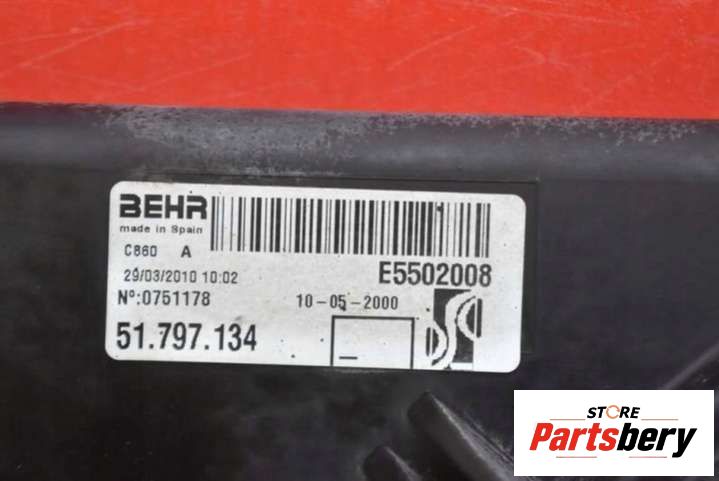 BEHR
made in Spain
C860 A
29/03/2010 10:02
E5502008
Nº:0751178
10-05-2000
51.797.134
STORE
Partsbery